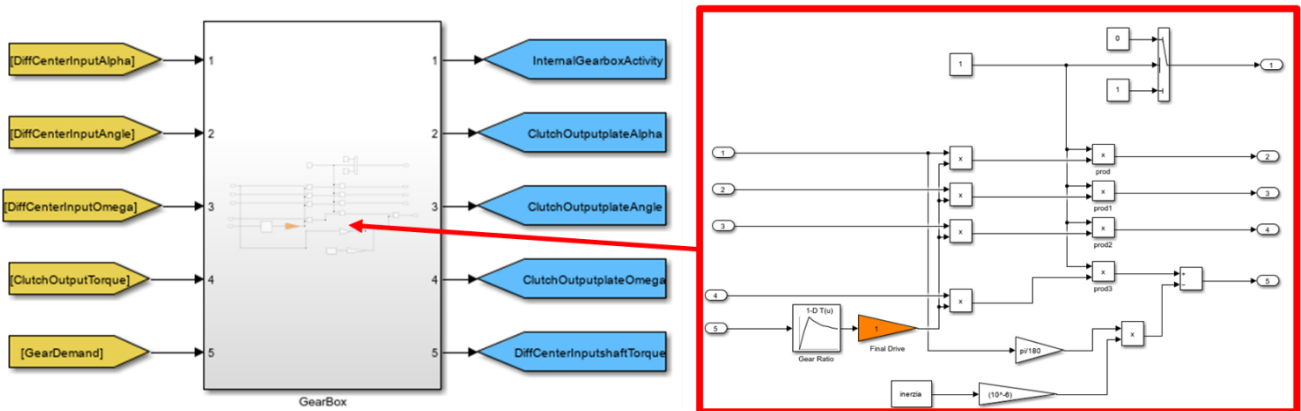 [DiffCenterInputAlpha]
[DiffCenterInputAngle]
[DiffCenterInputOmega]
[ClutchOutputTorque]
[GearDemand]
1
2
3
4
5
1
2
3
4
5
GearBox
InternalGearboxActivity
ClutchOutputplateAlpha
ClutchOutputplateAngle
ClutchOutputplateOmega
DiffCenterInputshaftTorque
0
1
1
1
1
x
x
2
prod
2
x
x
3
prod1
3
x
x
4
prod2
4
x
x
prod3
+
−
5
5
1-D T(u)
Gear Ratio
1
Final Drive
pi/180
x
inerzia
(10^-6)